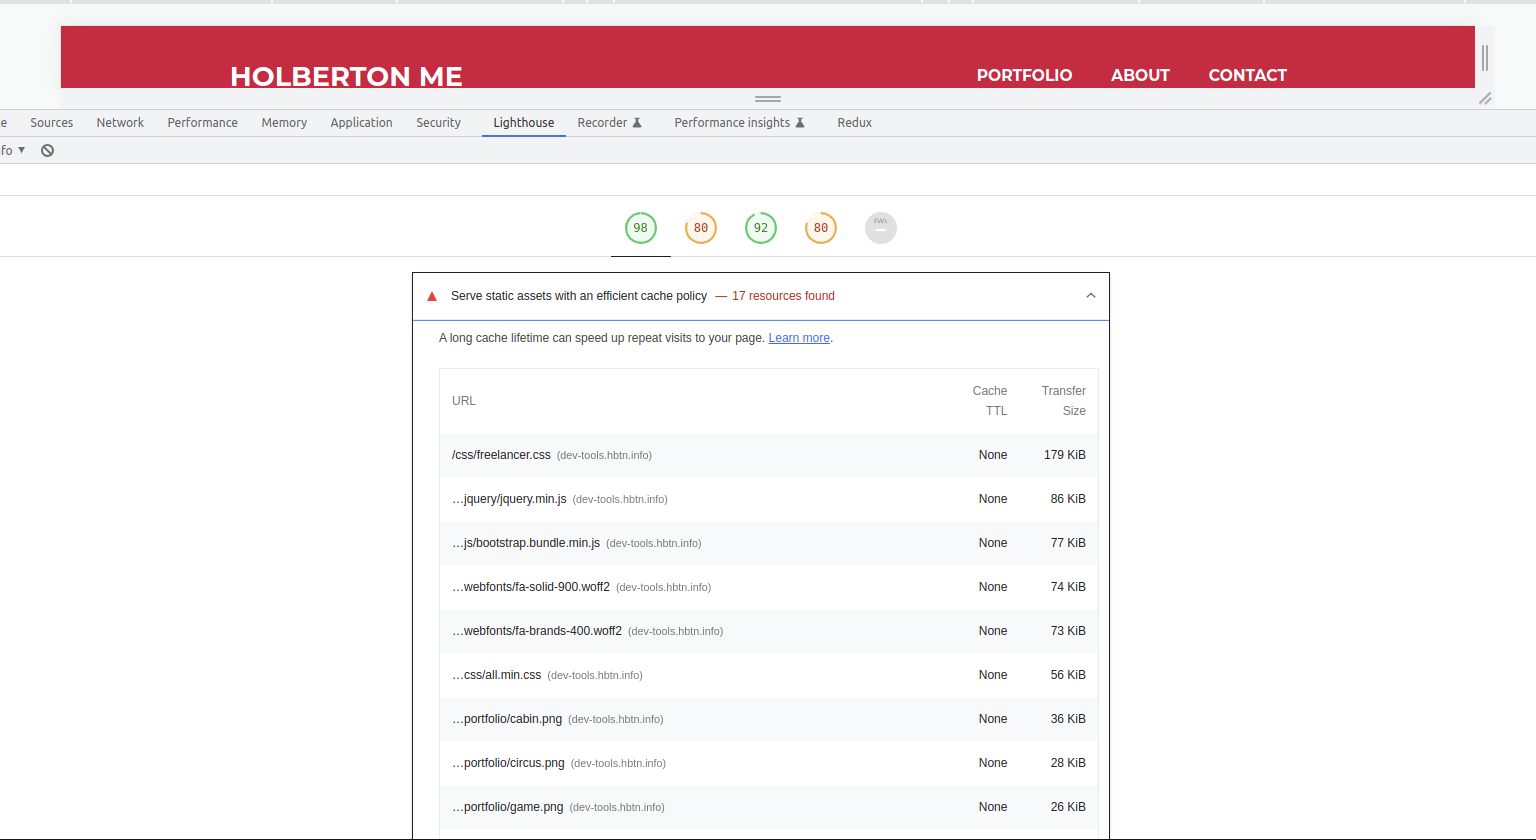 HOLBERTON ME PORTFOLIO ABOUT CONTACT
e Sources Network Performance Memory Application Security Lighthouse Recorder Performance insights Redux
fo ▼
98 80 92 80 PWA
Serve static assets with an efficient cache policy — 17 resources found
A long cache lifetime can speed up repeat visits to your page. Learn more.
URL Cache TTL Transfer Size
/css/freelancer.css (dev-tools.hbtn.info) None 179 KiB
…jquery/jquery.min.js (dev-tools.hbtn.info) None 86 KiB
…js/bootstrap.bundle.min.js (dev-tools.hbtn.info) None 77 KiB
…webfonts/fa-solid-900.woff2 (dev-tools.hbtn.info) None 74 KiB
…webfonts/fa-brands-400.woff2 (dev-tools.hbtn.info) None 73 KiB
…css/all.min.css (dev-tools.hbtn.info) None 56 KiB
…portfolio/cabin.png (dev-tools.hbtn.info) None 36 KiB
…portfolio/circus.png (dev-tools.hbtn.info) None 28 KiB
…portfolio/game.png (dev-tools.hbtn.info) None 26 KiB